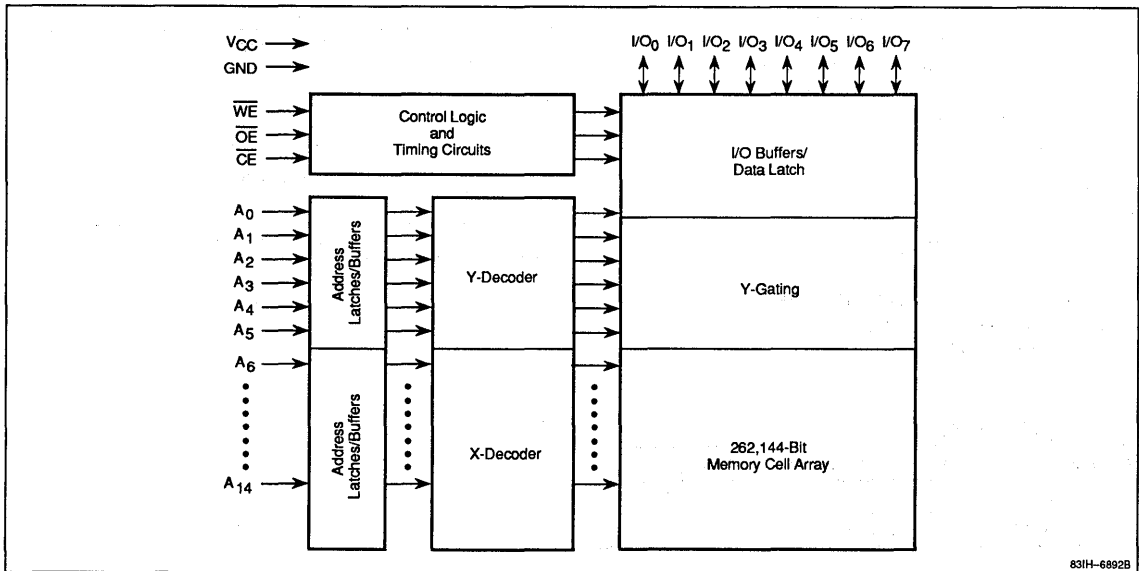 VCC
GND
I/O0 I/O1 I/O2 I/O3 I/O4 I/O5 I/O6 I/O7
WE
OE
CE
Control Logic
and
Timing Circuits
I/O Buffers/
Data Latch
A0
A1
A2
A3
A4
A5
Address
Latches/Buffers
Y-Decoder
Y-Gating
A6
A14
Address
Latches/Buffers
X-Decoder
262,144-Bit
Memory Cell Array
83IH-6892B